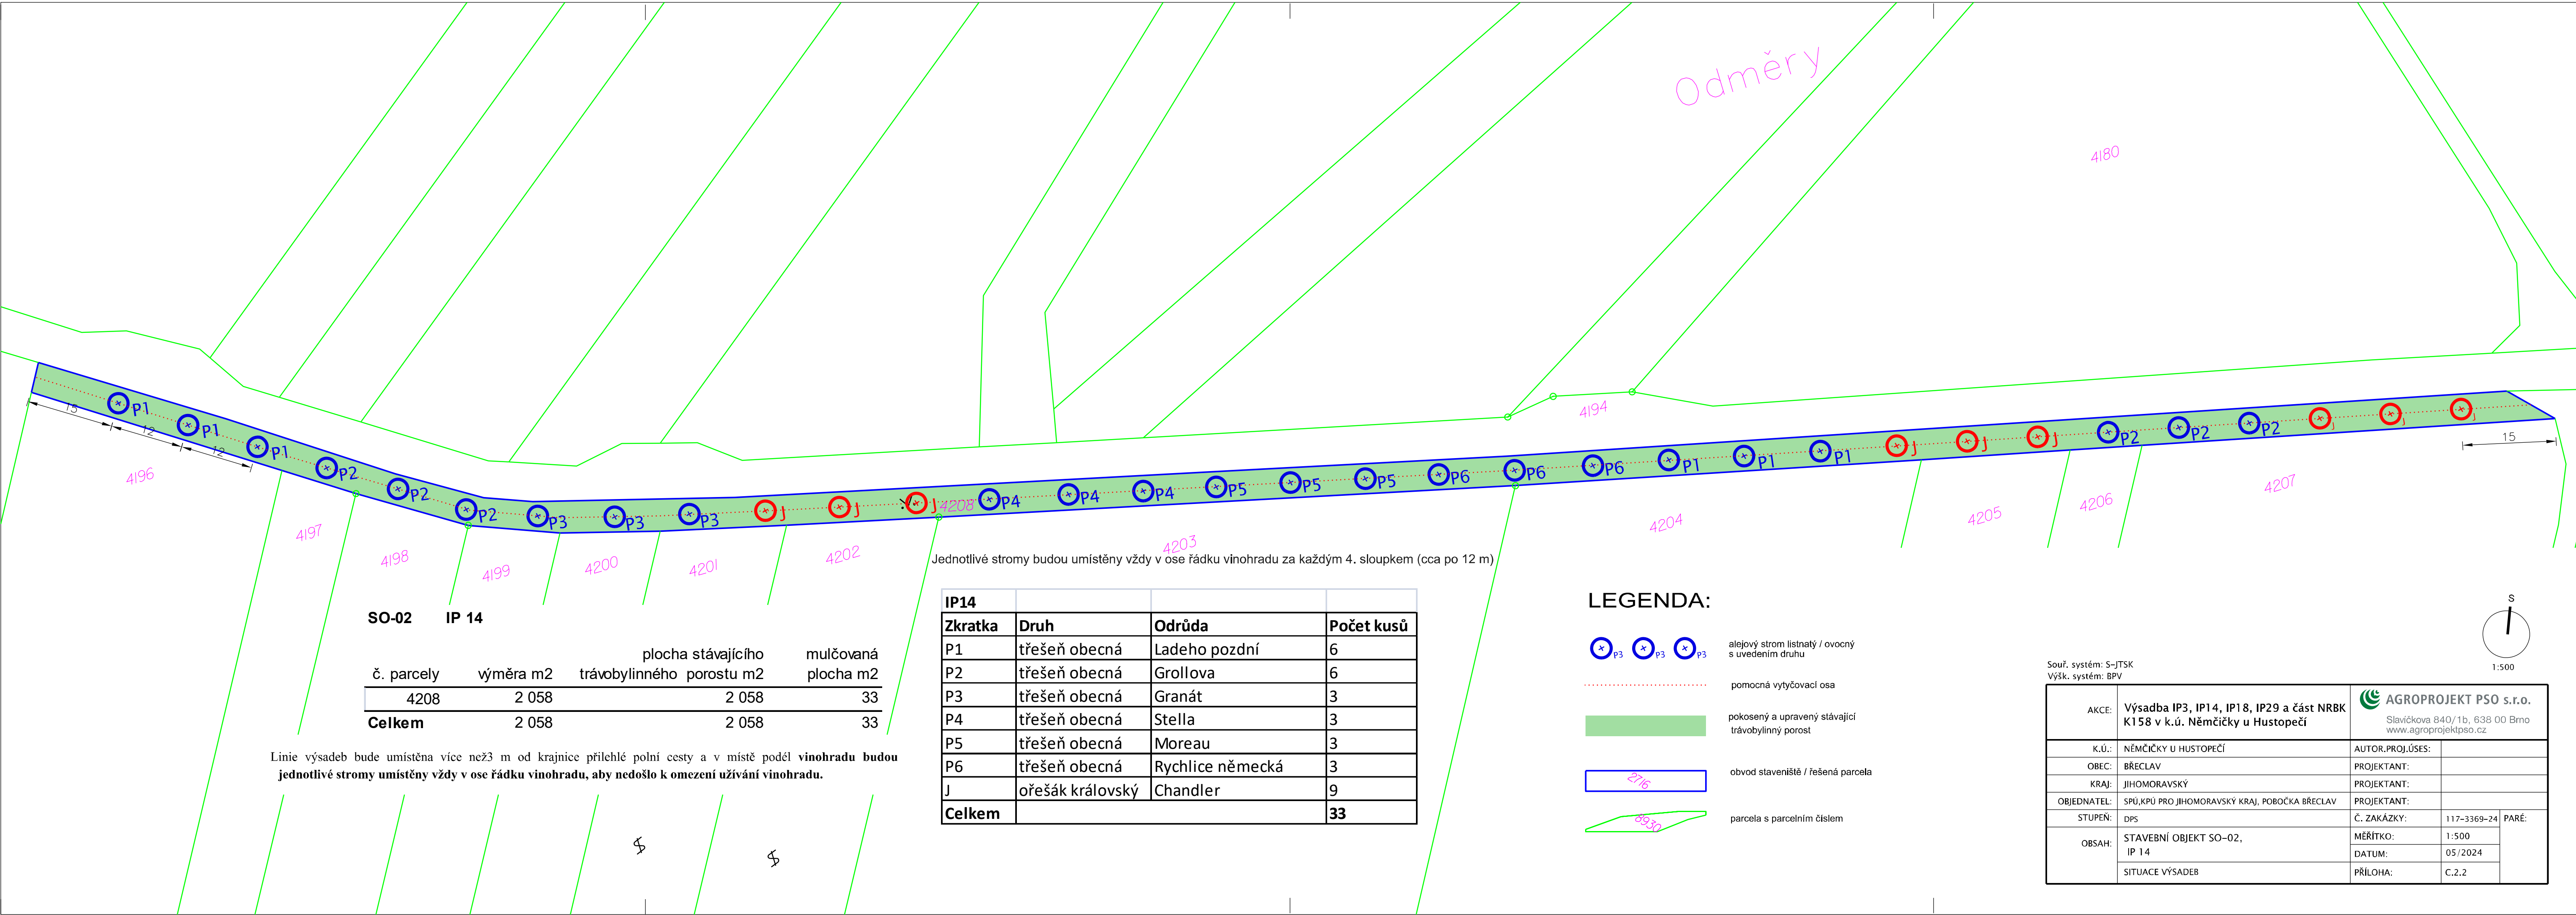 Odměry
4180
4194
P1
P1
P1
P2
P2
P2
P3
P3
P3
J
J
J
4208
P4
P4
P4
P5
P5
P5
P6
P6
P6
P1
P1
P1
J
J
J
P2
P2
P2
J
J
J
15
12
12
15
4196
4197
4198
4199
4200
4201
4202
4203
4204
4205
4206
4207
Jednotlivé stromy budou umístěny vždy v ose řádku vinohradu za každým 4. sloupkem (cca po 12 m)
SO-02 IP 14
č. parcely výměra m2 plocha stávajícího trávobylinného porostu m2 mulčovaná plocha m2
4208 2 058 2 058 33
Celkem 2 058 2 058 33
Linie výsadeb bude umístěna více než3 m od krajnice přilehlé polní cesty a v místě podél vinohradu budou
jednotlivé stromy umístěny vždy v ose řádku vinohradu, aby nedošlo k omezení užívání vinohradu.
IP14
Zkratka Druh Odrůda Počet kusů
P1 třešeň obecná Ladeho pozdní 6
P2 třešeň obecná Grollova 6
P3 třešeň obecná Granát 3
P4 třešeň obecná Stella 3
P5 třešeň obecná Moreau 3
P6 třešeň obecná Rychlice německá 3
J ořešák královský Chandler 9
Celkem 33
LEGENDA:
P3 P3 P3
alejový strom listnatý / ovocný
s uvedením druhu
pomocná vytyčovací osa
pokosený a upravený stávající
trávobylinný porost
2716
obvod staveniště / řešená parcela
8930
parcela s parcelním číslem
S
1:500
Souř. systém: S-JTSK
Výšk. systém: BPV
AKCE: Výsadba IP3, IP14, IP18, IP29 a část NRBK
K158 v k.ú. Němčičky u Hustopečí
AGROPROJEKT PSO s.r.o.
Slavíčkova 840/1b, 638 00 Brno
www.agroprojektpso.cz
K.Ú.: NĚMČIČKY U HUSTOPEČÍ AUTOR.PROJ.ÚSES:
OBEC: BŘECLAV PROJEKTANT:
KRAJ: JIHOMORAVSKÝ PROJEKTANT:
OBJEDNATEL: SPÚ,KPÚ PRO JIHOMORAVSKÝ KRAJ, POBOČKA BŘECLAV PROJEKTANT:
STUPEŇ: DPS Č. ZAKÁZKY: 117-3369-24 PARÉ:
OBSAH: STAVEBNÍ OBJEKT SO-02,
IP 14
SITUACE VÝSADEB
MĚŘÍTKO: 1:500
DATUM: 05/2024
PŘÍLOHA: C.2.2